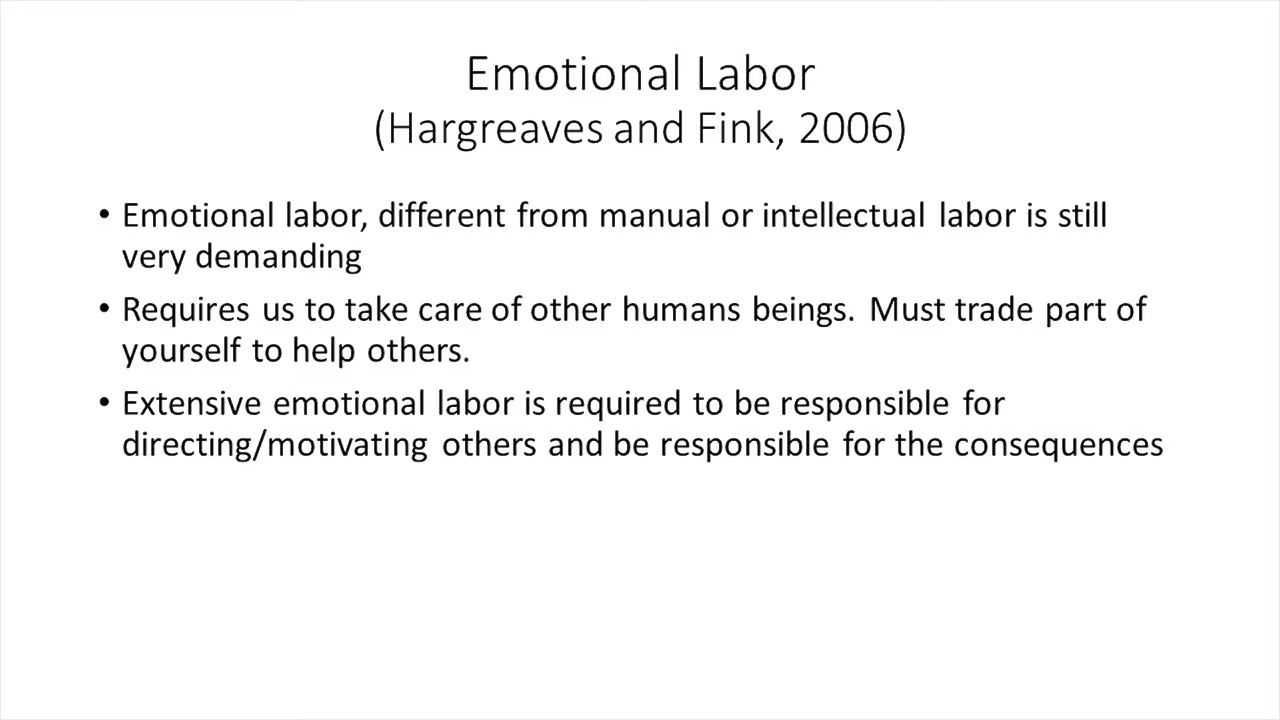 Emotional Labor
(Hargreaves and Fink, 2006)
• Emotional labor, different from manual or intellectual labor is still
very demanding
• Requires us to take care of other humans beings. Must trade part of
yourself to help others.
• Extensive emotional labor is required to be responsible for
directing/motivating others and be responsible for the consequences